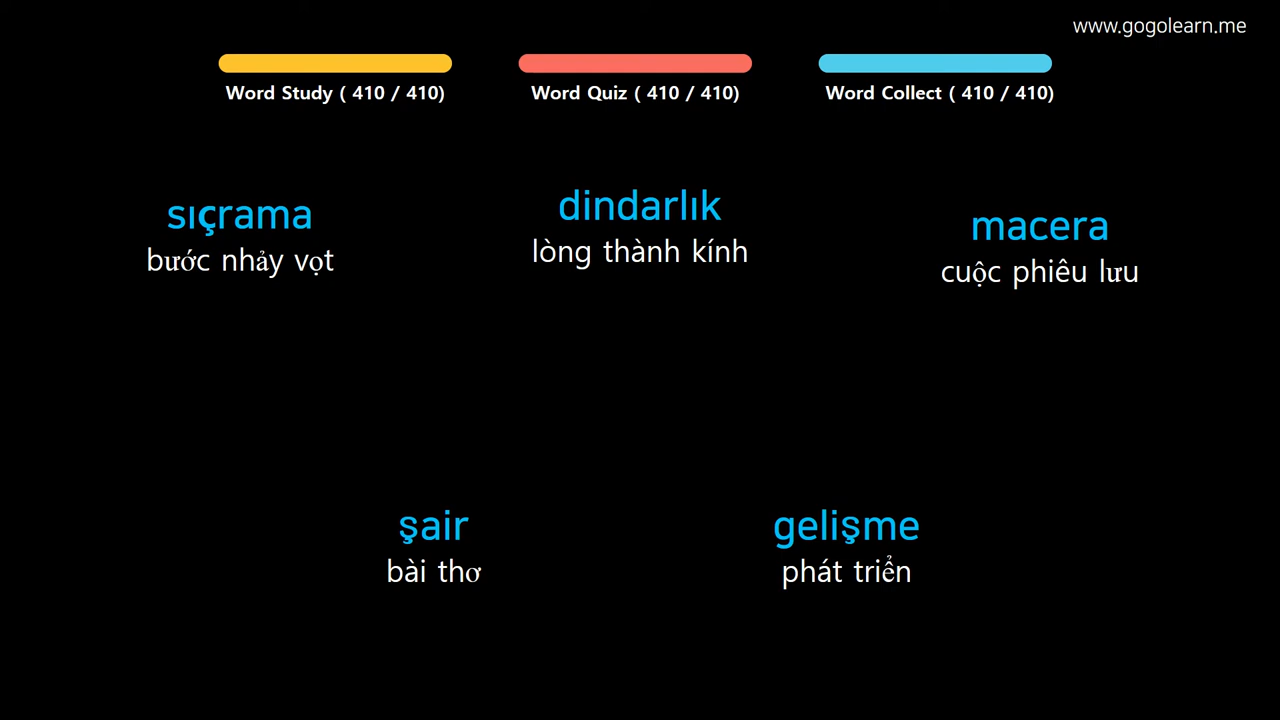 www.gogolearn.me
Word Study ( 410 / 410)
Word Quiz ( 410 / 410)
Word Collect ( 410 / 410)
sıçrama
bước nhảy vọt
dindarlık
lòng thành kính
macera
cuộc phiêu lưu
şair
bài thơ
gelişme
phát triển